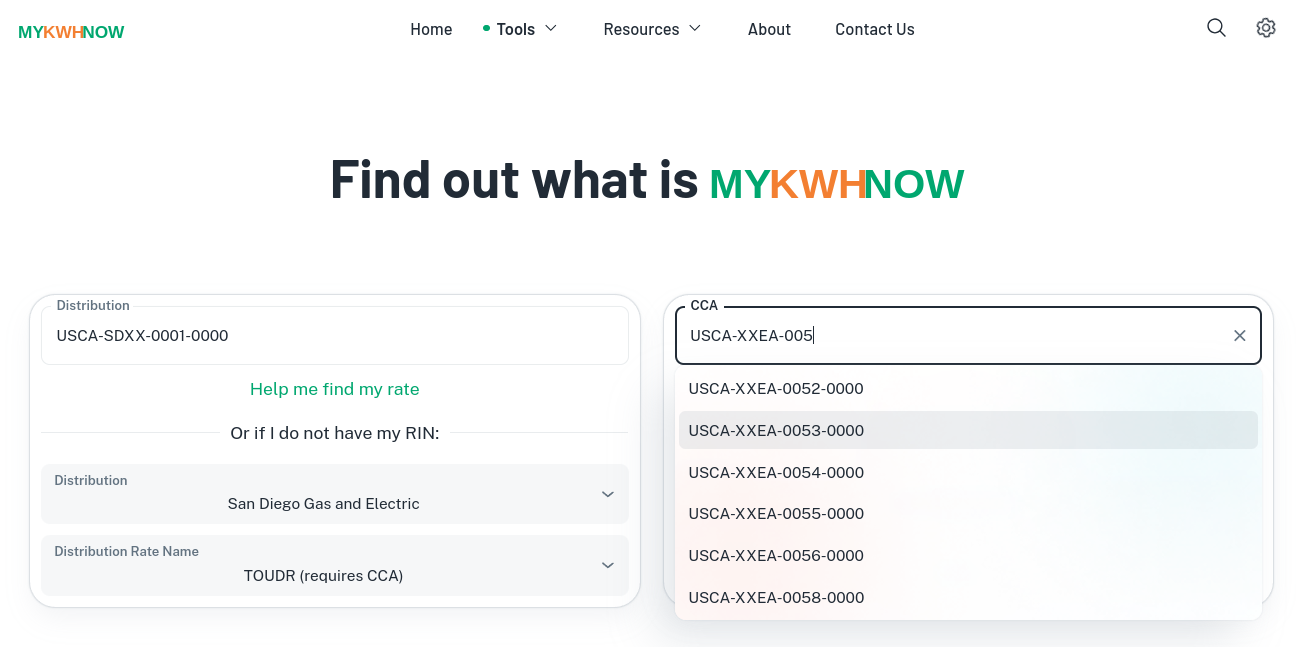 MYKWHNOW
Home
Tools
Resources
About
Contact Us
Find out what is MYKWHNOW
Distribution
USCA-SDXX-0001-0000
Help me find my rate
Or if I do not have my RIN:
Distribution
San Diego Gas and Electric
Distribution Rate Name
TOUDR (requires CCA)
CCA
USCA-XXEA-005
USCA-XXEA-0052-0000
USCA-XXEA-0053-0000
USCA-XXEA-0054-0000
USCA-XXEA-0055-0000
USCA-XXEA-0056-0000
USCA-XXEA-0058-0000